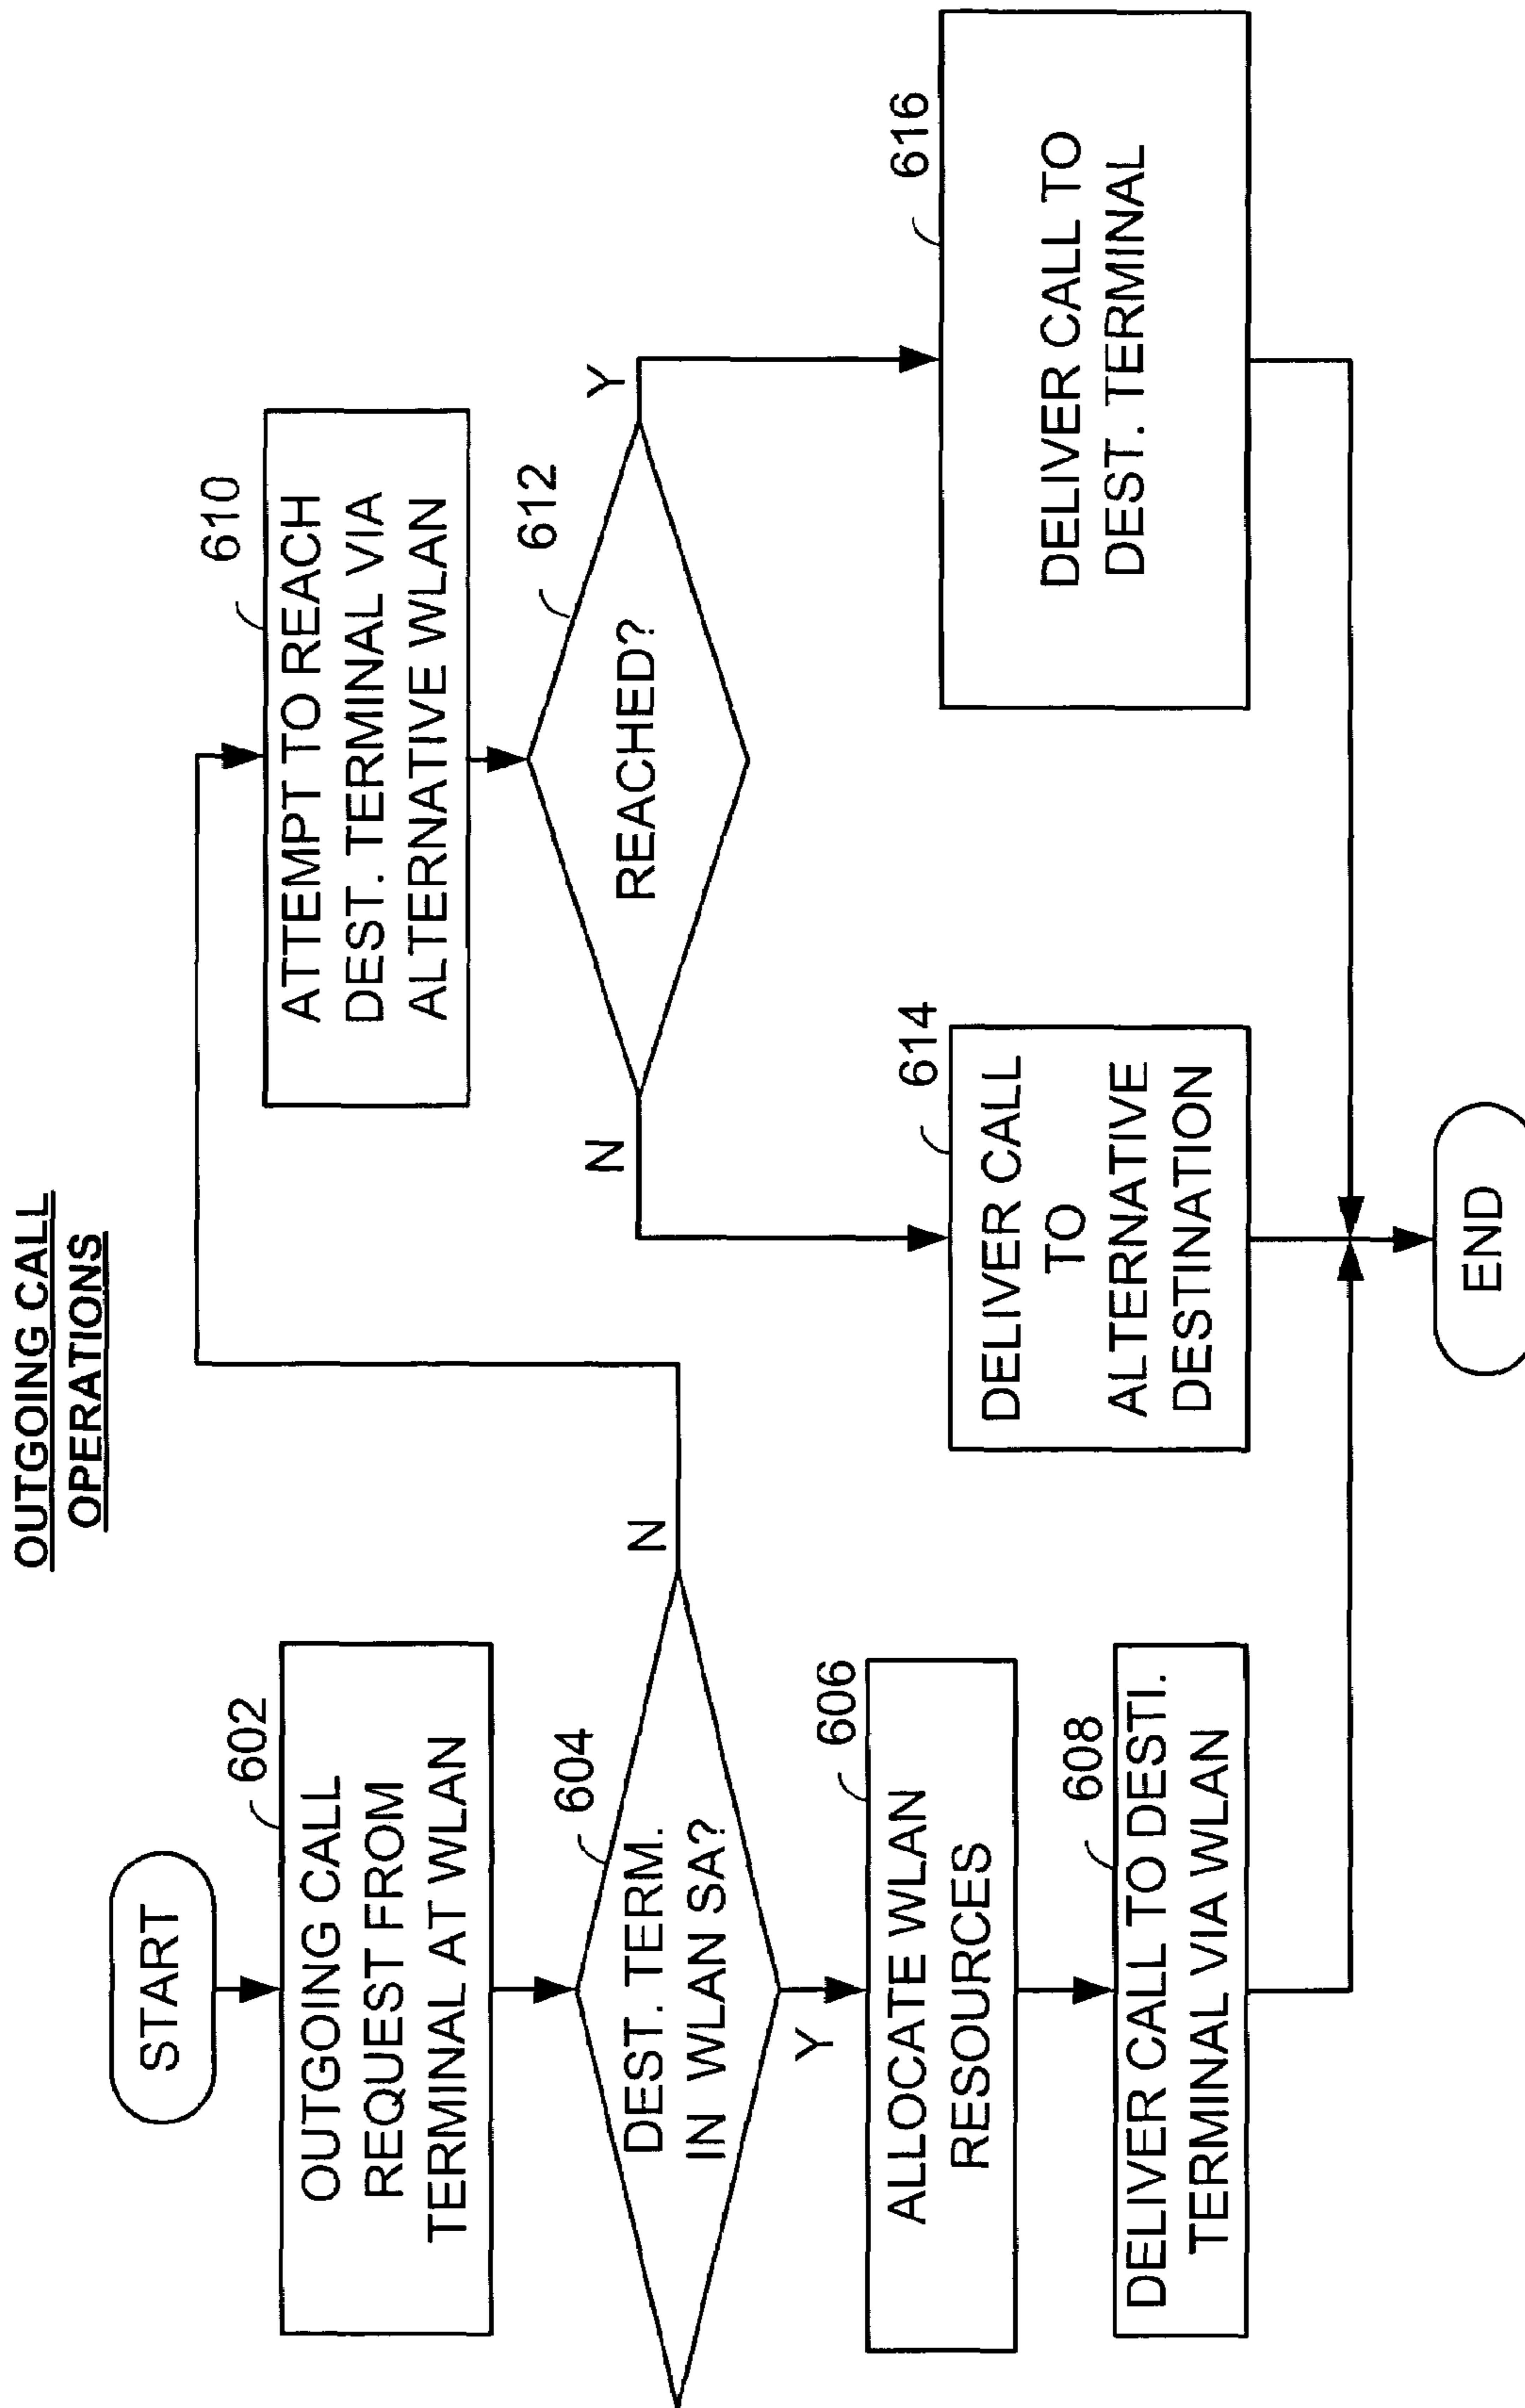 OUTGOING CALL
OPERATIONS
START
602
OUTGOING CALL
REQUEST FROM
TERMINAL AT WLAN
604
DEST. TERM.
IN WLAN SA?
N
Y
606
ALLOCATE WLAN
RESOURCES
608
DELIVER CALL TO DESTI.
TERMINAL VIA WLAN
610
ATTEMPT TO REACH
DEST. TERMINAL VIA
ALTERNATIVE WLAN
612
REACHED?
N
Y
614
DELIVER CALL
TO
ALTERNATIVE
DESTINATION
616
DELIVER CALL TO
DEST. TERMINAL
END